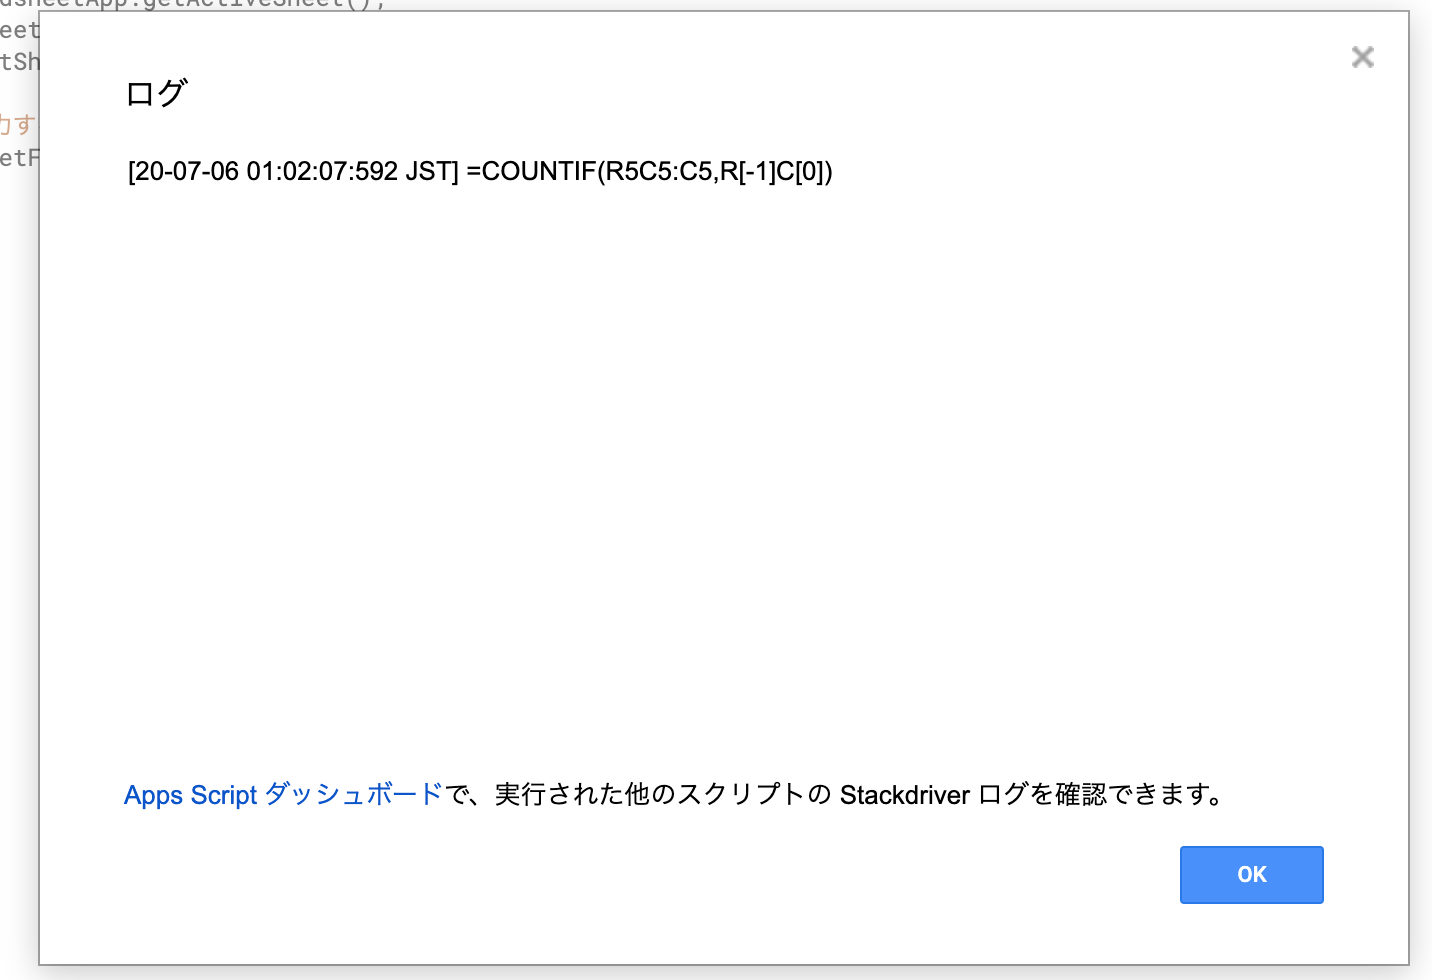 dsheetApp.getActiveSheet();
eet
tSh
力す
etF
ログ
[20-07-06 01:02:07:592 JST] =COUNTIF(R5C5:C5,R[-1]C[0])
Apps Script ダッシュボードで、実行された他のスクリプトの Stackdriver ログを確認できます。
OK